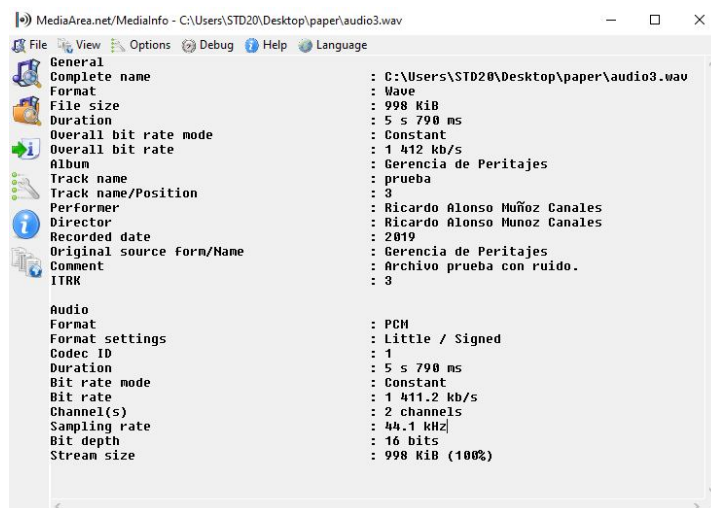 MediaArea.net/MediaInfo - C:\Users\STD20\Desktop\paper\audio3.wav
File View Options Debug Help Language
General
Complete name : C:\Users\STD20\Desktop\paper\audio3.wav
Format : Wave
File size : 998 KiB
Duration : 5 s 790 ms
Overall bit rate mode : Constant
Overall bit rate : 1 412 kb/s
Album : Gerencia de Peritajes
Track name : prueba
Track name/Position : 3
Performer : Ricardo Alonso Muñoz Canales
Director : Ricardo Alonso Munoz Canales
Recorded date : 2019
Original source form/Name : Gerencia de Peritajes
Comment : Archivo prueba con ruido.
ITRK : 3
Audio
Format : PCM
Format settings : Little / Signed
Codec ID : 1
Duration : 5 s 790 ms
Bit rate mode : Constant
Bit rate : 1 411.2 kb/s
Channel(s) : 2 channels
Sampling rate : 44.1 kHz
Bit depth : 16 bits
Stream size : 998 KiB (100%)